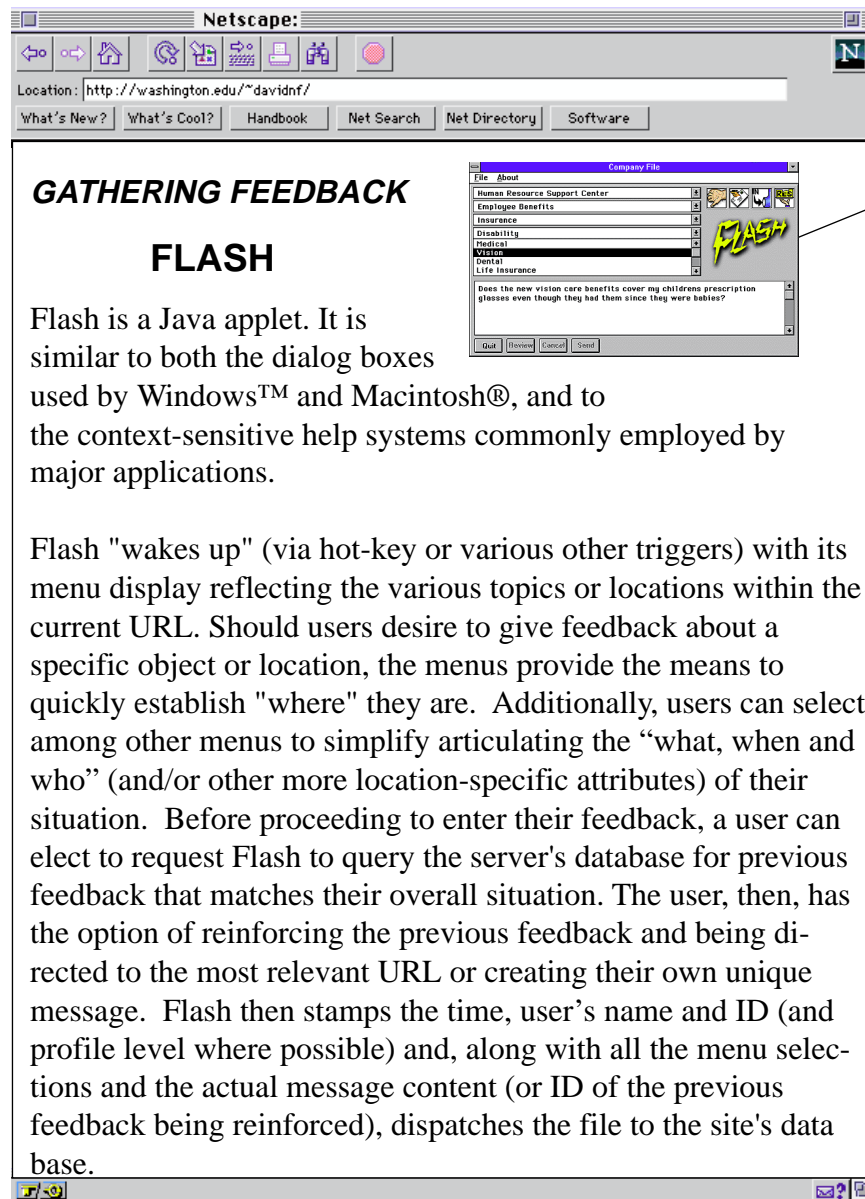 Netscape:
N
Location: http://washington.edu/~davidnf/
What's New? What's Cool? Handbook Net Search Net Directory Software
GATHERING FEEDBACK
FLASH
Company File
File About
Human Resource Support Center
Employee Benefits
Insurance
Disability
Medical
Vision
Dental
Life Insurance
IN
RES
FLASH
Does the new vision care benefits cover my childrens prescription
glasses even though they had them since they were babies?
Quit Review Cancel Send
Flash is a Java applet. It is
similar to both the dialog boxes
used by Windows™ and Macintosh®, and to
the context-sensitive help systems commonly employed by
major applications.
Flash "wakes up" (via hot-key or various other triggers) with its
menu display reflecting the various topics or locations within the
current URL. Should users desire to give feedback about a
specific object or location, the menus provide the means to
quickly establish "where" they are.  Additionally, users can select
among other menus to simplify articulating the “what, when and
who” (and/or other more location-specific attributes) of their
situation.  Before proceeding to enter their feedback, a user can
elect to request Flash to query the server's database for previous
feedback that matches their overall situation. The user, then, has
the option of reinforcing the previous feedback and being di-
rected to the most relevant URL or creating their own unique
message.  Flash then stamps the time, user’s name and ID (and
profile level where possible) and, along with all the menu selec-
tions and the actual message content (or ID of the previous
feedback being reinforced), dispatches the file to the site's data
base.
?